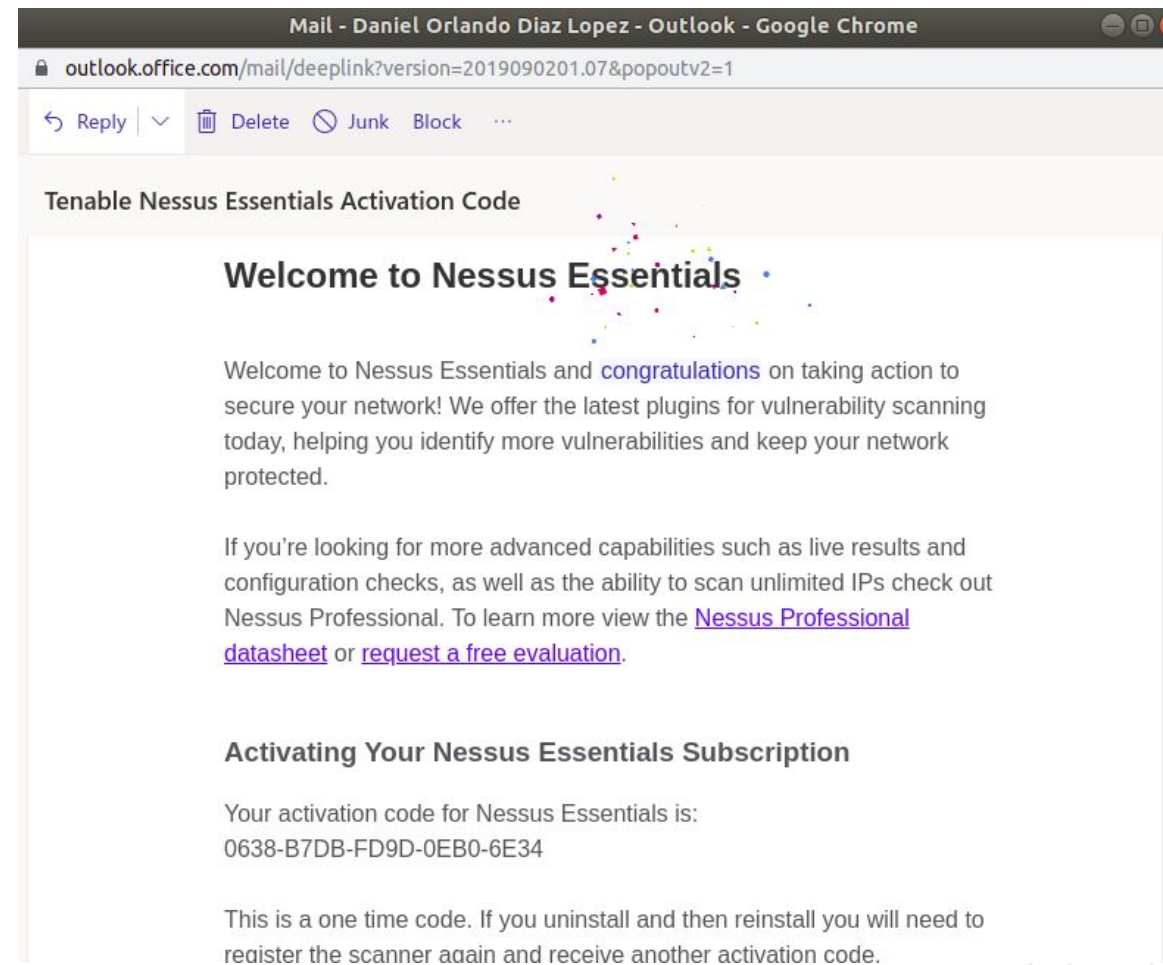 Mail - Daniel Orlando Diaz Lopez - Outlook - Google Chrome
outlook.office.com/mail/deeplink?version=2019090201.07&popoutv2=1
Reply Delete Junk Block ...
Tenable Nessus Essentials Activation Code
Welcome to Nessus Essentials
Welcome to Nessus Essentials and congratulations on taking action to
secure your network! We offer the latest plugins for vulnerability scanning
today, helping you identify more vulnerabilities and keep your network
protected.
If you’re looking for more advanced capabilities such as live results and
configuration checks, as well as the ability to scan unlimited IPs check out
Nessus Professional. To learn more view the Nessus Professional
datasheet or request a free evaluation.
Activating Your Nessus Essentials Subscription
Your activation code for Nessus Essentials is:
0638-B7DB-FD9D-0EB0-6E34
This is a one time code. If you uninstall and then reinstall you will need to
register the scanner again and receive another activation code.